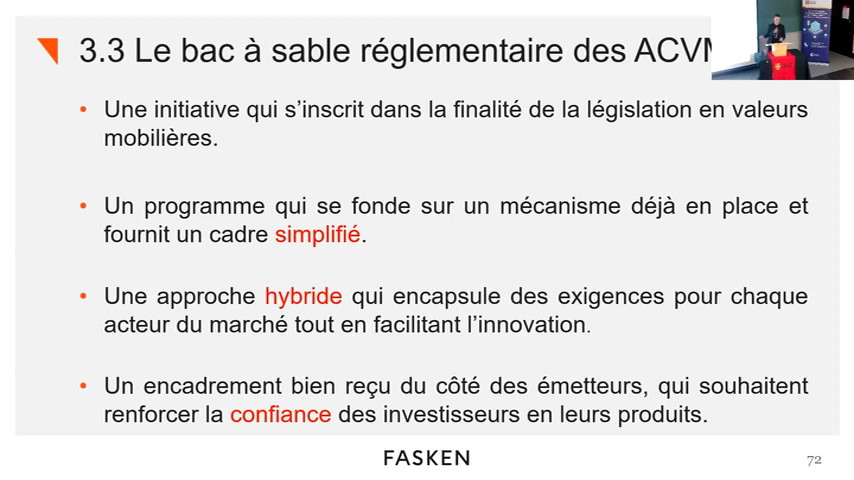 3.3 Le bac à sable réglementaire des ACVM
• Une initiative qui s’inscrit dans la finalité de la législation en valeurs
mobilières.
• Un programme qui se fonde sur un mécanisme déjà en place et
fournit un cadre simplifié.
• Une approche hybride qui encapsule des exigences pour chaque
acteur du marché tout en facilitant l’innovation.
• Un encadrement bien reçu du côté des émetteurs, qui souhaitent
renforcer la confiance des investisseurs en leurs produits.
FASKEN
72